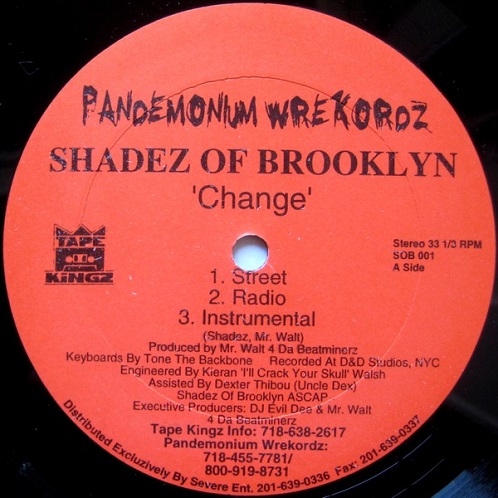 PANDEMONIUM WREKORDZ
SHADEZ OF BROOKLYN
'Change'
TAPE
KINGZ
Stereo 33 1/3 RPM
SOB 001
A Side
1. Street
2. Radio
3. Instrumental
(Shadez, Mr. Walt)
Produced by Mr. Walt 4 Da Beatminerz
Keyboards By Tone The Backbone Recorded At D&D Studios, NYC
Engineered By Kieran 'I'll Crack Your Skull' Walsh
Assisted By Dexter Thibou (Uncle Dex)
Shadez Of Brooklyn ASCAP
Executive Producers: DJ Evil Dee & Mr. Walt
4 Da Beatminerz
Tape Kingz Info: 718-638-2617
Pandemonium Wrekordz:
718-455-7781/
800-919-8731
Distributed Exclusively By Severe Ent. 201-639-0336 Fax: 201-639-0337